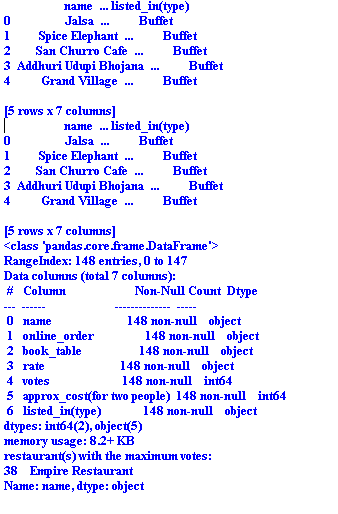 name ... listed_in(type)
0 Jalsa ... Buffet
1 Spice Elephant ... Buffet
2 San Churro Cafe ... Buffet
3 Addhuri Udupi Bhojana ... Buffet
4 Grand Village ... Buffet
[5 rows x 7 columns]
name ... listed_in(type)
0 Jalsa ... Buffet
1 Spice Elephant ... Buffet
2 San Churro Cafe ... Buffet
3 Addhuri Udupi Bhojana ... Buffet
4 Grand Village ... Buffet
[5 rows x 7 columns]
<class 'pandas.core.frame.DataFrame'>
RangeIndex: 148 entries, 0 to 147
Data columns (total 7 columns):
# Column Non-Null Count Dtype
--- ------ -------------- -----
0 name 148 non-null object
1 online_order 148 non-null object
2 book_table 148 non-null object
3 rate 148 non-null object
4 votes 148 non-null int64
5 approx_cost(for two people) 148 non-null int64
6 listed_in(type) 148 non-null object
dtypes: int64(2), object(5)
memory usage: 8.2+ KB
restaurant(s) with the maximum votes:
38 Empire Restaurant
Name: name, dtype: object